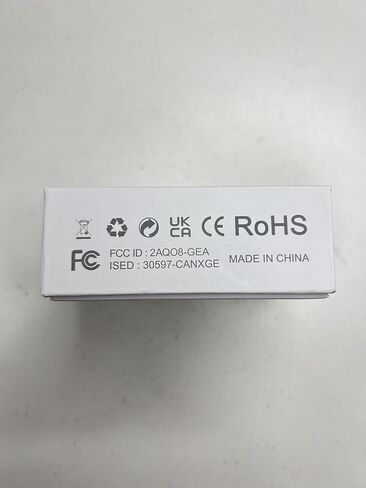 UK CA CE RoHS
FC FCC ID : 2AQO8-GEA
ISED : 30597-CANXGE MADE IN CHINA